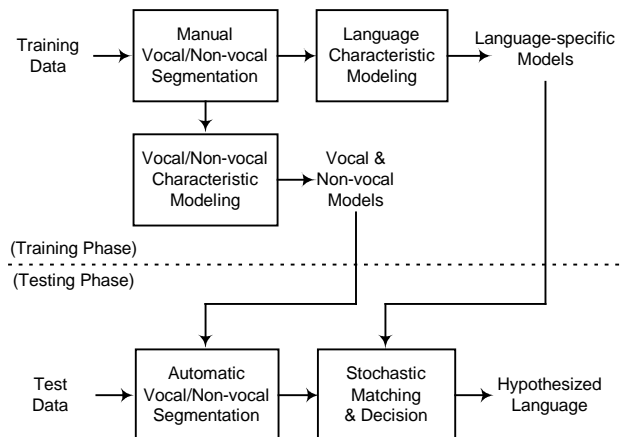 Training
Data
Manual
Vocal/Non-vocal
Segmentation
Language
Characteristic
Modeling
Language-specific
Models
Vocal/Non-vocal
Characteristic
Modeling
Vocal &
Non-vocal
Models
(Training Phase)
(Testing Phase)
Test
Data
Automatic
Vocal/Non-vocal
Segmentation
Stochastic
Matching
& Decision
Hypothesized
Language